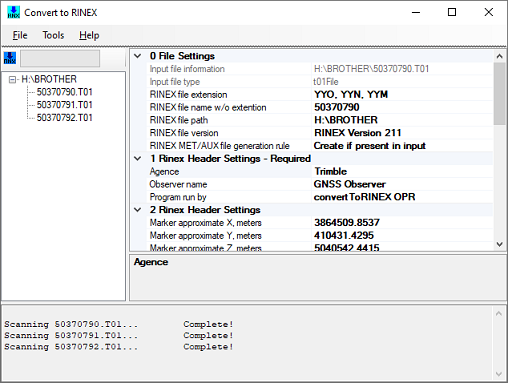 Convert to RINEX
File Tools Help
RNX
H:\BROTHER
50370790.T01
50370791.T01
50370792.T01
0 File Settings
Input file infomation H:\BROTHER\50370790.T01
Input file type t01File
RINEX file extension YYO, YYN, YYM
RINEX file name w/o extention 50370790
RINEX file path H:\BROTHER
RINEX file version RINEX Version 211
RINEX MET/AUX file generation rule Create if present in input
1 Rinex Header Settings - Required
Agence Trimble
Observer name GNSS Observer
Program run by convertToRINEX OPR
2 Rinex Header Settings
Marker approximate X, meters 3864509.8537
Marker approximate Y, meters 410431.4295
Marker approximate Z, meters 5040542.4415
Agence
Scanning 50370790.T01... Complete!
Scanning 50370791.T01... Complete!
Scanning 50370792.T01... Complete!